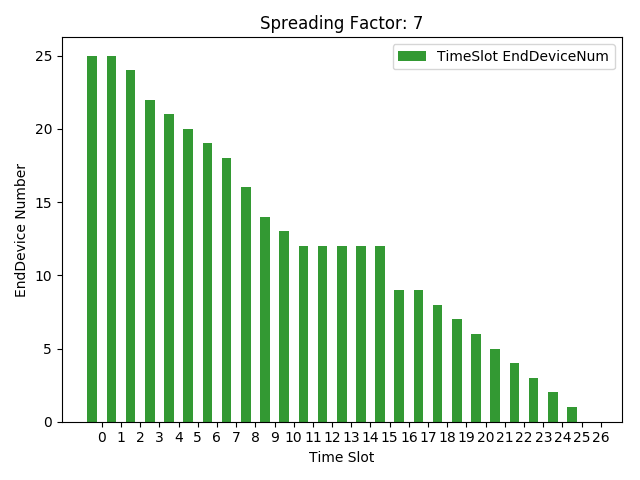 Spreading Factor: 7
TimeSlot EndDeviceNum
EndDevice Number
25
20
15
10
5
0
0 1 2 3 4 5 6 7 8 9 10 11 12 13 14 15 16 17 18 19 20 21 22 23 24 25 26
Time Slot